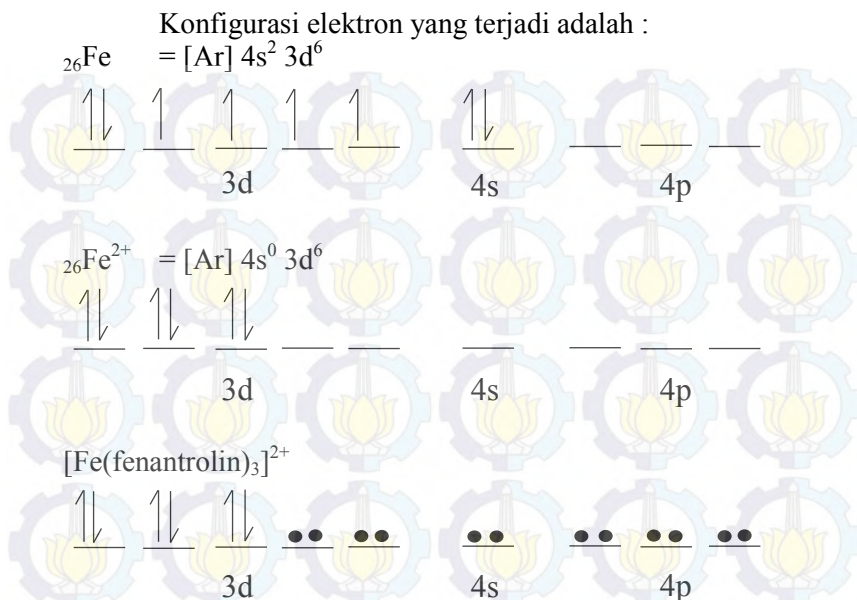 Konfigurasi elektron yang terjadi adalah :
₂₆Fe = [Ar] 4s² 3d⁶
3d 4s 4p
₂₆Fe²⁺ = [Ar] 4s⁰ 3d⁶
3d 4s 4p
[Fe(fenantrolin)₃]²⁺
3d 4s 4p